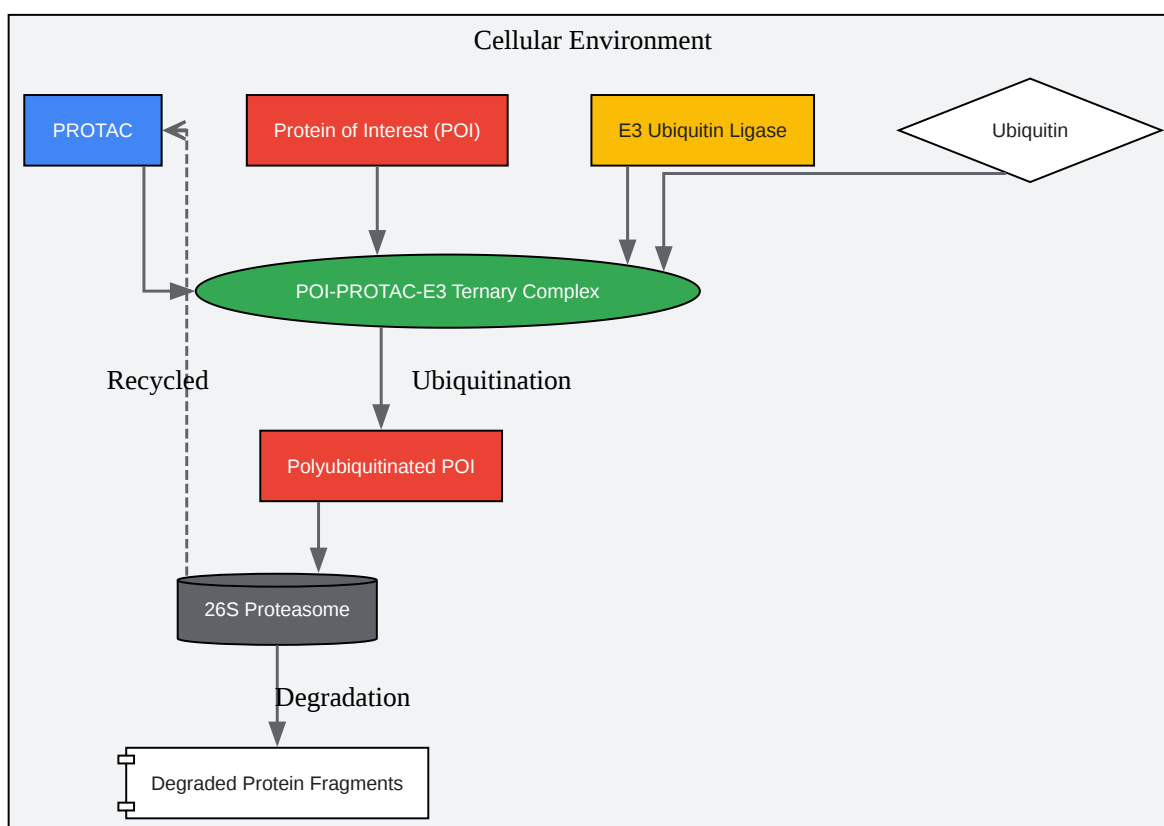 Cellular Environment
PROTAC
Protein of Interest (POI)
E3 Ubiquitin Ligase
Ubiquitin
POI-PROTAC-E3 Ternary Complex
Recycled
Ubiquitination
Polyubiquitinated POI
26S Proteasome
Degradation
Degraded Protein Fragments